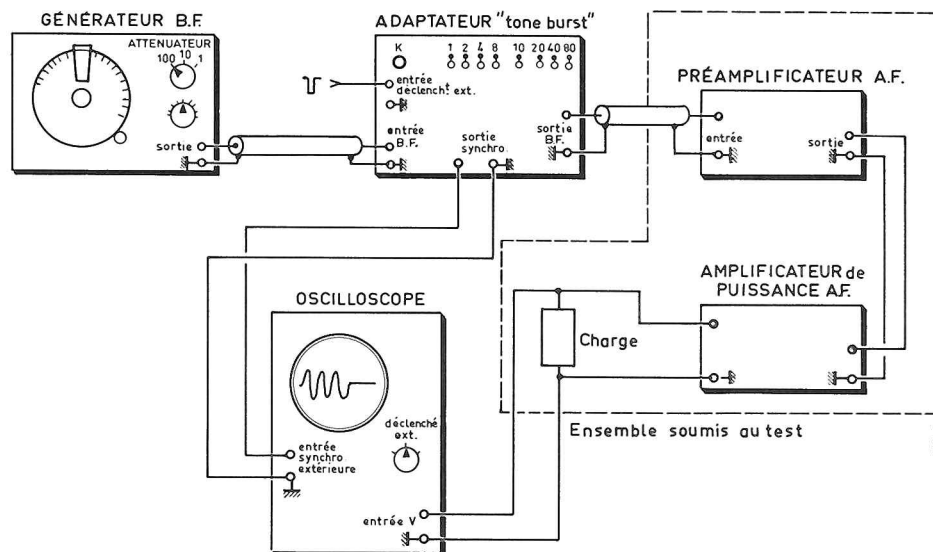 GÉNÉRATEUR B.F.
ATTENUATEUR
100 10 1
sortie
ADAPTATEUR "tone burst"
K 1 2 4 8 10 20 40 80
entrée
déclencht ext.
entrée
B.F.
sortie
synchro.
sortie
B.F.
PRÉAMPLIFICATEUR A.F.
entrée
sortie
AMPLIFICATEUR de
PUISSANCE A.F.
Charge
Ensemble soumis au test
OSCILLOSCOPE
déclenché
ext.
entrée
synchro
extérieure
entrée V